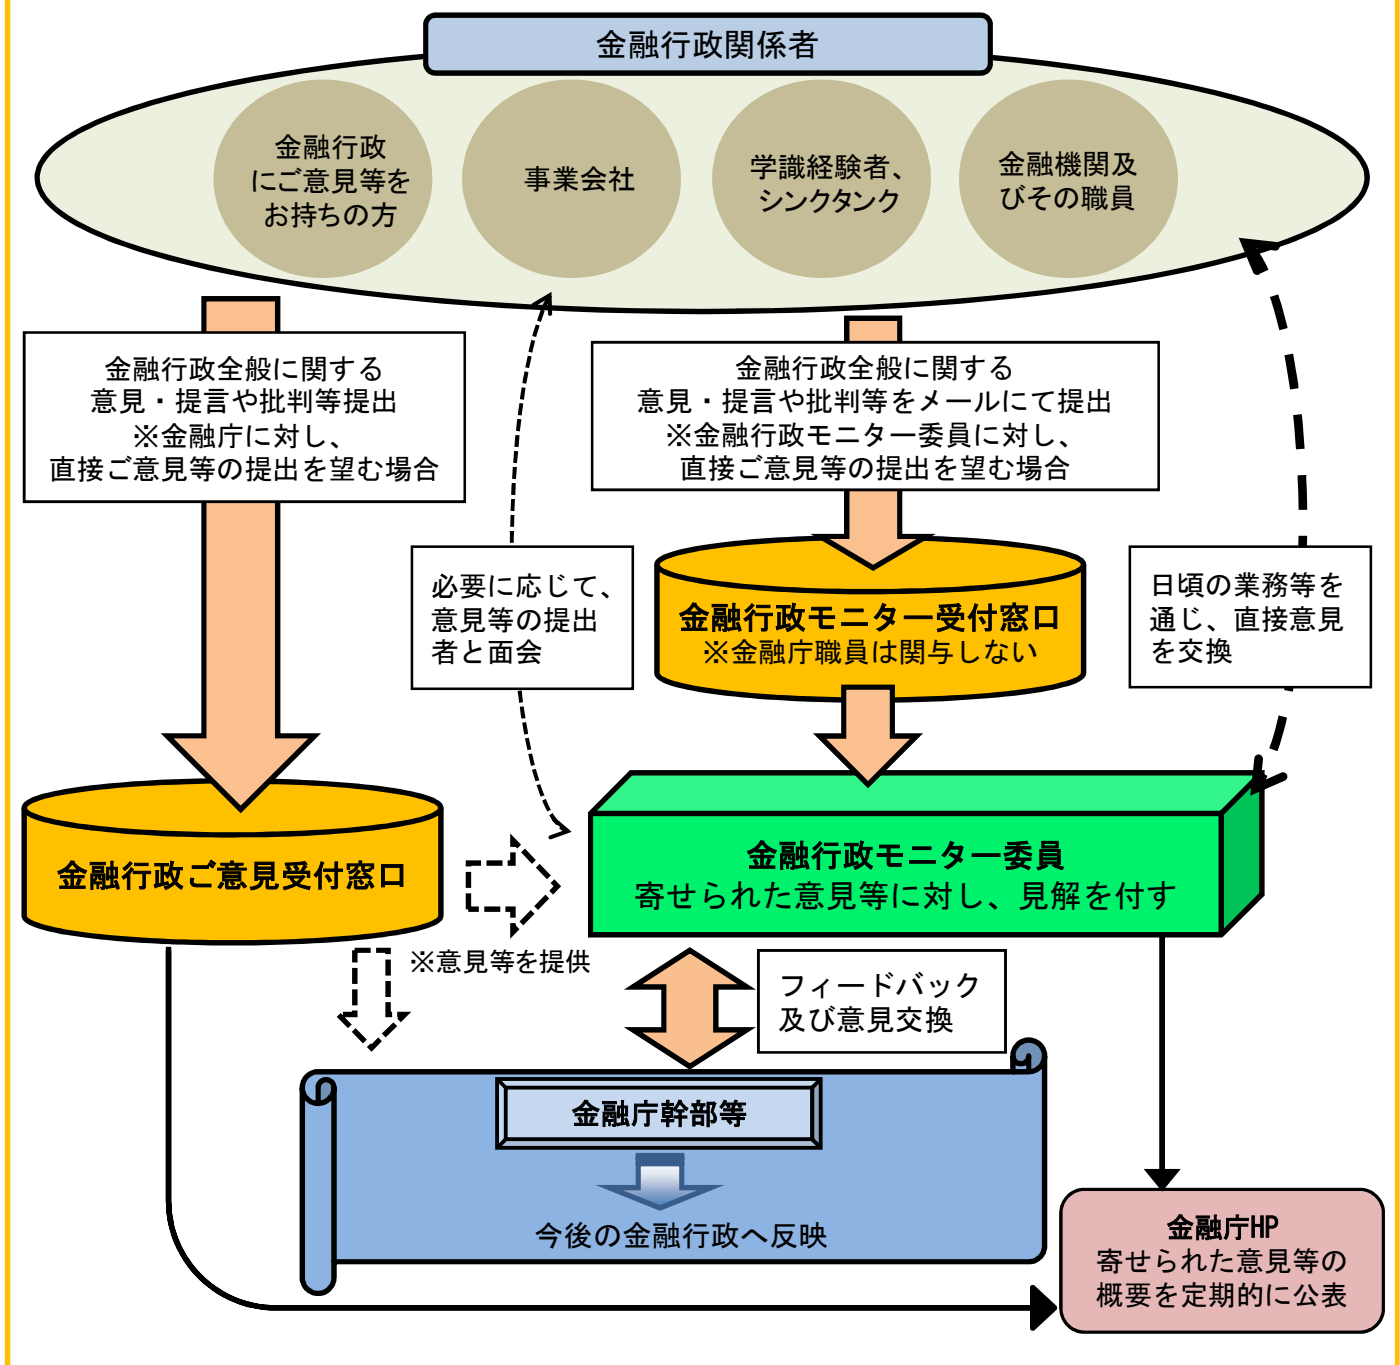 金融行政関係者
金融行政
にご意見等を
お持ちの方
事業会社
学識経験者、
シンクタンク
金融機関及
びその職員
金融行政全般に関する
意見・提言や批判等提出
※金融庁に対し、
直接ご意見等の提出を望む場合
金融行政全般に関する
意見・提言や批判等をメールにて提出
※金融行政モニター委員に対し、
直接ご意見等の提出を望む場合
必要に応じて、
意見等の提出
者と面会
金融行政モニター受付窓口
※金融庁職員は関与しない
日頃の業務等を
通じ、直接意見
を交換
金融行政ご意見受付窓口
金融行政モニター委員
寄せられた意見等に対し、見解を付す
※意見等を提供
フィードバック
及び意見交換
金融庁幹部等
今後の金融行政へ反映
金融庁HP
寄せられた意見等の
概要を定期的に公表